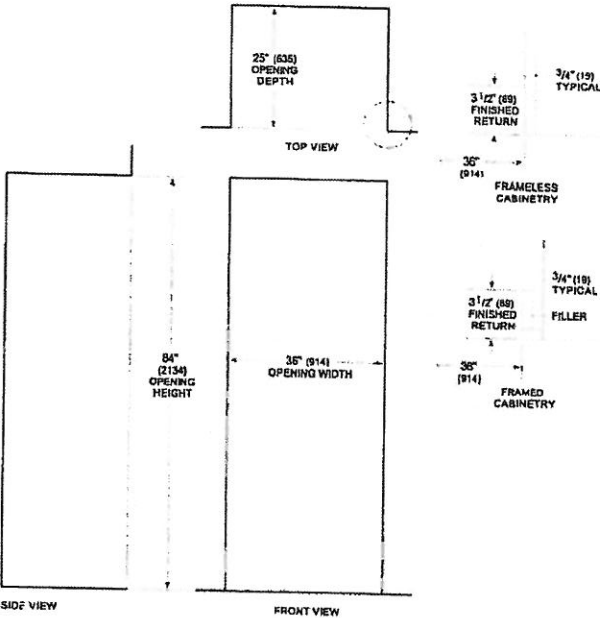 25" (635)
OPENING
DEPTH
TOP VIEW
3/4" (19)
TYPICAL
3 1/2" (89)
FINISHED
RETURN
36"
(914)
FRAMELESS
CABINETRY
3/4" (19)
TYPICAL
3 1/2" (89)
FINISHED
RETURN
FILLER
36"
(914)
FRAMED
CABINETRY
84"
(2134)
OPENING
HEIGHT
36" (914)
OPENING WIDTH
SIDE VIEW
FRONT VIEW